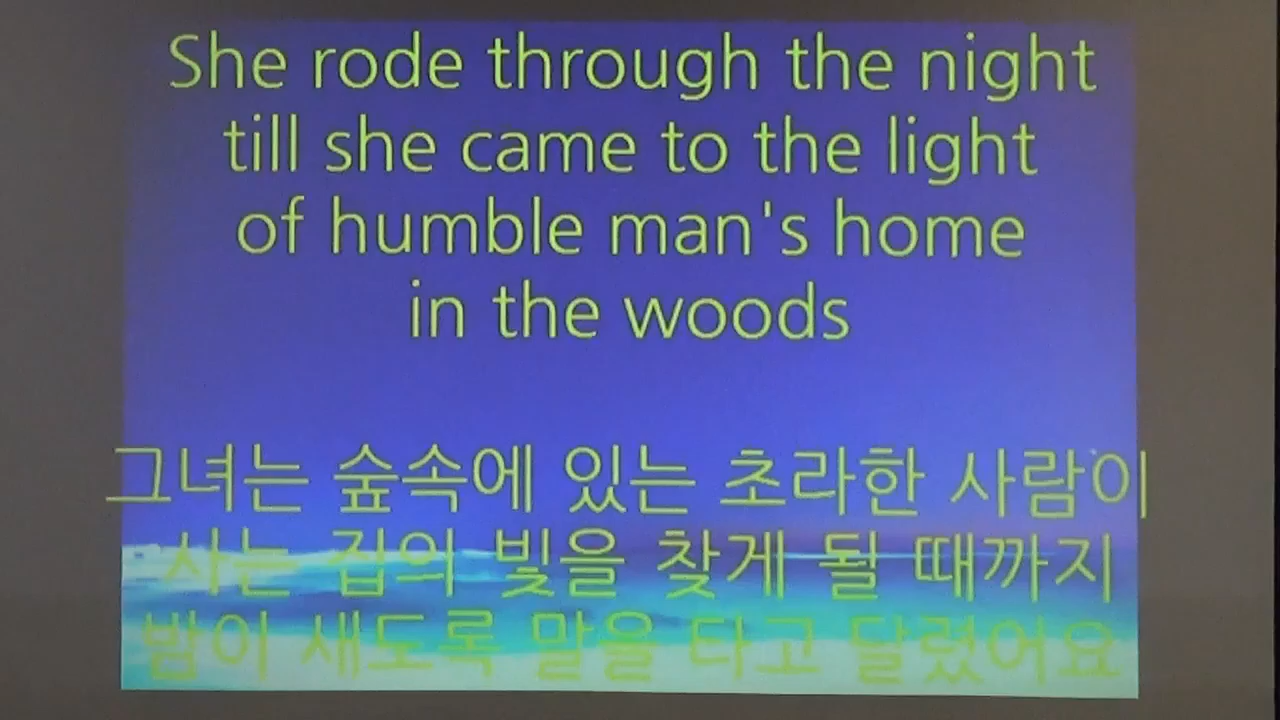 She rode through the night
till she came to the light
of humble man's home
in the woods
그녀는 숲속에 있는 초라한 사람이
사는 집의 빛을 찾게 될 때까지
밤이 새도록 말을 타고 달렸어요